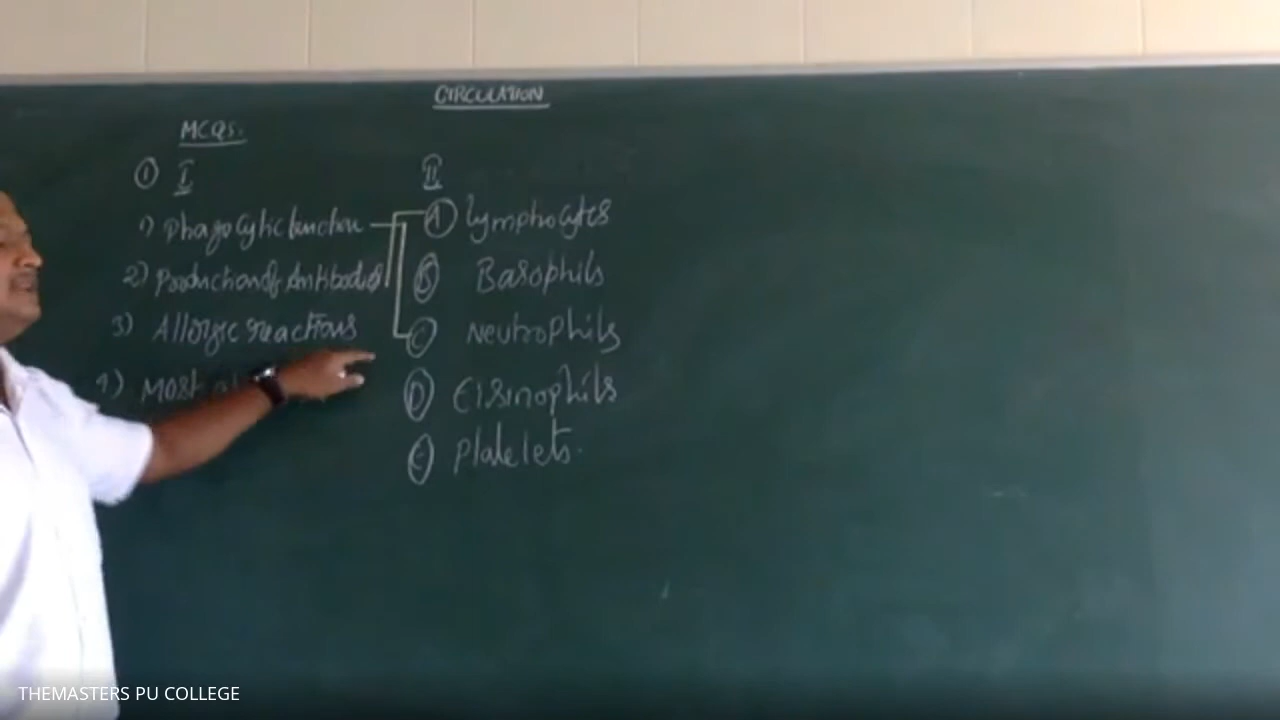 CIRCULATION
MCQs.
① I II
1) Phagocytic function Ⓐ Lymphocytes
2) Production of Antibodies Ⓑ Basophils
3) Allergic reactions Ⓒ Neutrophils
4) Most Ⓓ Eisinophils
Ⓔ Platelets.
THEMASTERS PU COLLEGE